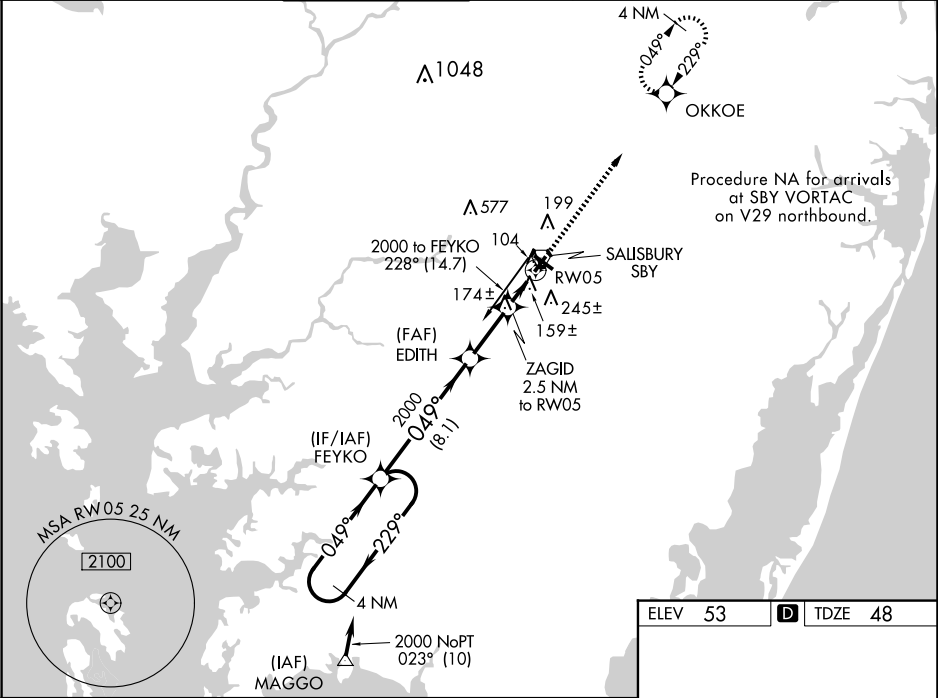 4 NM
049°
229°
OKKOE
1048
Procedure NA for arrivals
at SBY VORTAC
on V29 northbound.
577
199
2000 to FEYKO
228° (14.7)
104
SALISBURY
SBY
RW05
174±
245±
159±
(FAF)
EDITH
ZAGID
2.5 NM
to RW05
2000
049°
(8.1)
(IF/IAF)
FEYKO
049°
229°
4 NM
MSA RW05 25 NM
2100
2000 NoPT
023° (10)
(IAF)
MAGGO
ELEV 53 D TDZE 48